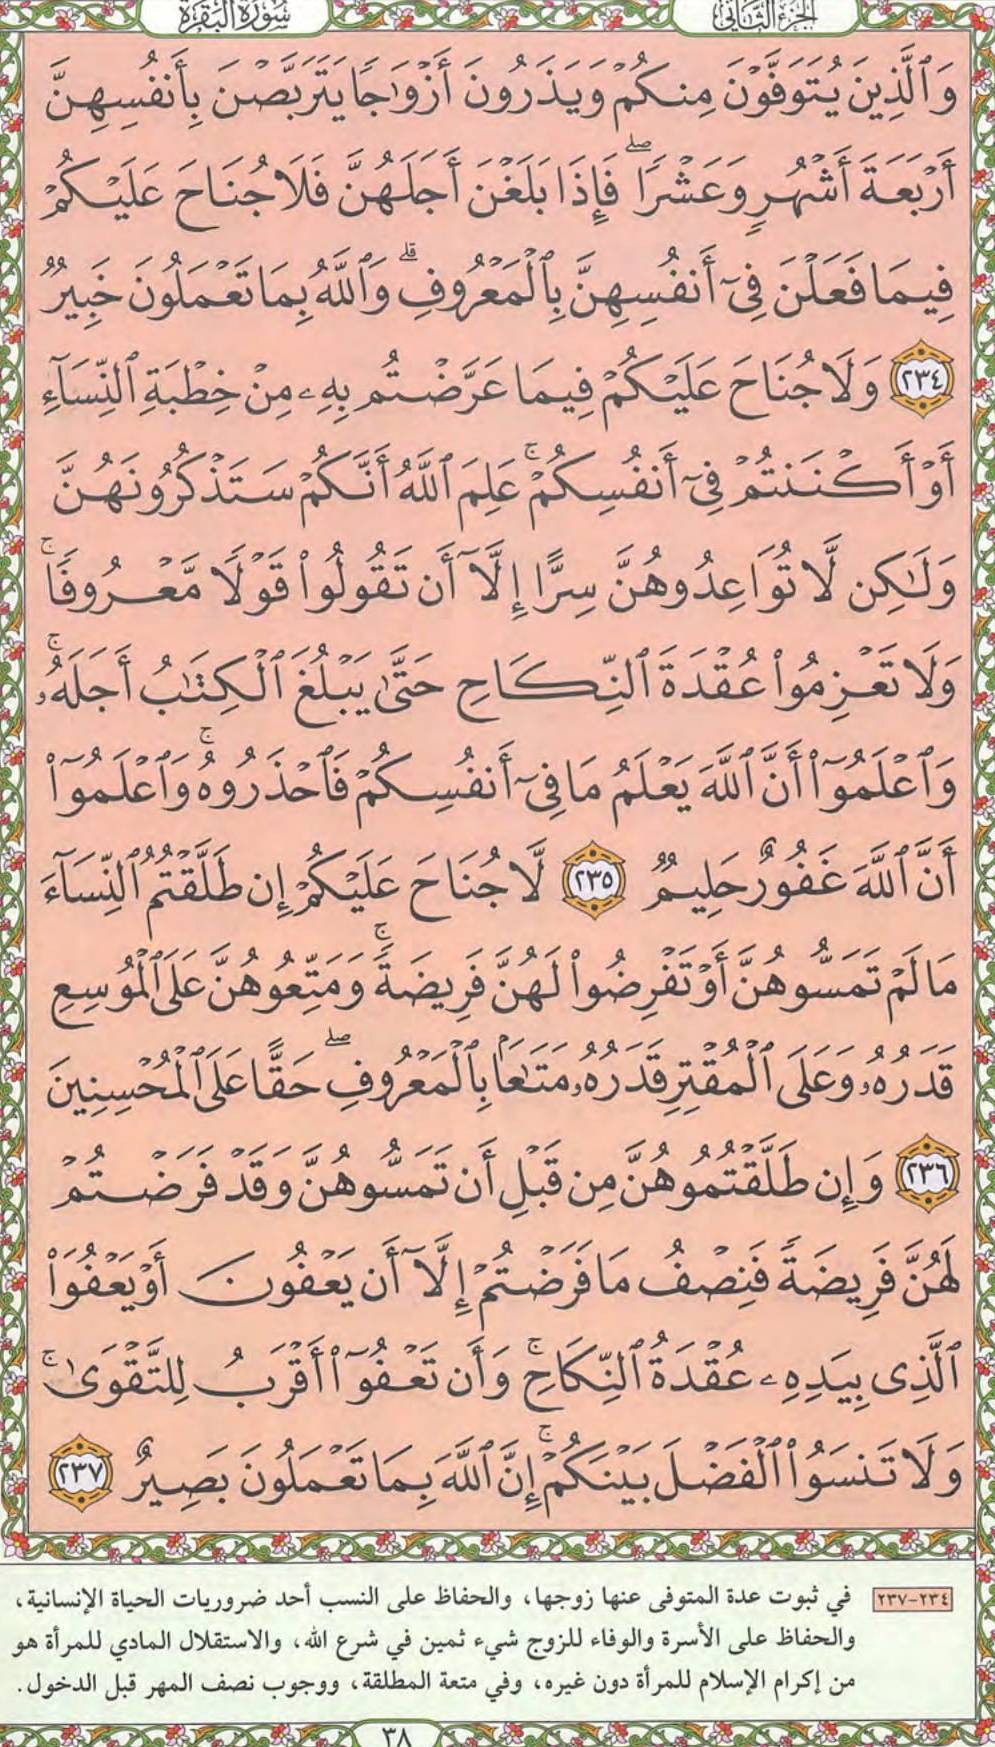 الجزء الثاني
سورة البقرة
وَٱلَّذِينَ يُتَوَفَّوْنَ مِنكُمْ وَيَذَرُونَ أَزْوَٰجًا يَتَرَبَّصْنَ بِأَنفُسِهِنَّ
أَرْبَعَةَ أَشْهُرٍ وَعَشْرًا ۖ فَإِذَا بَلَغْنَ أَجَلَهُنَّ فَلَا جُنَاحَ عَلَيْكُمْ
فِيمَا فَعَلْنَ فِىٓ أَنفُسِهِنَّ بِٱلْمَعْرُوفِ ۗ وَٱللَّهُ بِمَا تَعْمَلُونَ خَبِيرٌ
٢٣٤ وَلَا جُنَاحَ عَلَيْكُمْ فِيمَا عَرَّضْتُم بِهِۦ مِنْ خِطْبَةِ ٱلنِّسَآءِ
أَوْ أَكْنَنتُمْ فِىٓ أَنفُسِكُمْ ۚ عَلِمَ ٱللَّهُ أَنَّكُمْ سَتَذْكُرُونَهُنَّ
وَلَٰكِن لَّا تُوَاعِدُوهُنَّ سِرًّا إِلَّآ أَن تَقُولُوا۟ قَوْلًا مَّعْرُوفًا ۚ
وَلَا تَعْزِمُوا۟ عُقْدَةَ ٱلنِّكَاحِ حَتَّىٰ يَبْلُغَ ٱلْكِتَٰبُ أَجَلَهُۥ ۚ
وَٱعْلَمُوٓا۟ أَنَّ ٱللَّهَ يَعْلَمُ مَا فِىٓ أَنفُسِكُمْ فَٱحْذَرُوهُ ۚ وَٱعْلَمُوٓا۟
أَنَّ ٱللَّهَ غَفُورٌ حَلِيمٌ ٢٣٥ لَّا جُنَاحَ عَلَيْكُمْ إِن طَلَّقْتُمُ ٱلنِّسَآءَ
مَا لَمْ تَمَسُّوهُنَّ أَوْ تَفْرِضُوا۟ لَهُنَّ فَرِيضَةً ۚ وَمَتِّعُوهُنَّ عَلَى ٱلْمُوسِعِ
قَدَرُهُۥ وَعَلَى ٱلْمُقْتِرِ قَدَرُهُۥ مَتَٰعًۢا بِٱلْمَعْرُوفِ ۖ حَقًّا عَلَى ٱلْمُحْسِنِينَ
٢٣٦ وَإِن طَلَّقْتُمُوهُنَّ مِن قَبْلِ أَن تَمَسُّوهُنَّ وَقَدْ فَرَضْتُمْ
لَهُنَّ فَرِيضَةً فَنِصْفُ مَا فَرَضْتُمْ إِلَّآ أَن يَعْفُونَ أَوْ يَعْفُوَا۟
ٱلَّذِى بِيَدِهِۦ عُقْدَةُ ٱلنِّكَاحِ ۚ وَأَن تَعْفُوٓا۟ أَقْرَبُ لِلتَّقْوَىٰ ۚ
وَلَا تَنسَوُا۟ ٱلْفَضْلَ بَيْنَكُمْ ۚ إِنَّ ٱللَّهَ بِمَا تَعْمَلُونَ بَصِيرٌ ٢٣٧
٢٣٤-٢٣٧ في ثبوت عدة المتوفى عنها زوجها، والحفاظ على النسب أحد ضروريات الحياة الإنسانية،
والحفاظ على الأسرة والوفاء للزوج شيء ثمين في شرع الله، والاستقلال المادي للمرأة هو
من إكرام الإسلام للمرأة دون غيره، وفي متعة المطلقة، ووجوب نصف المهر قبل الدخول.
٣٨